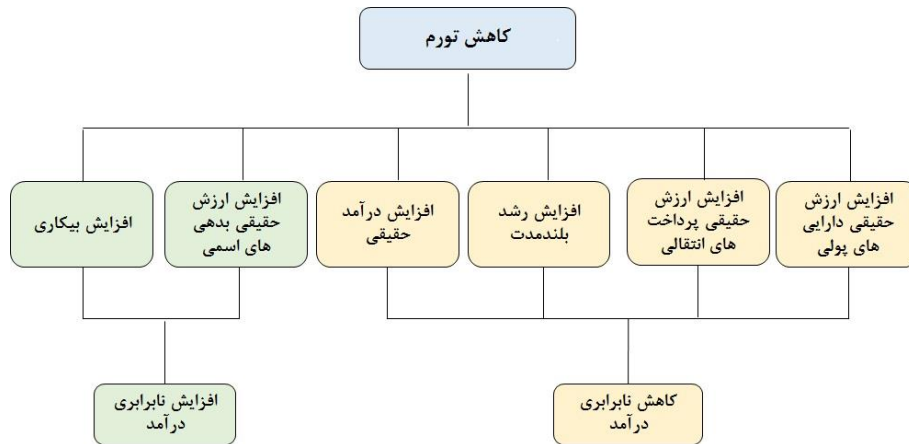 کاهش تورم
افزایش ارزش
حقیقی دارایی
های پولی
افزایش ارزش
حقیقی پرداخت
های انتقالی
افزایش رشد
بلندمدت
افزایش درآمد
حقیقی
افزایش ارزش
حقیقی بدهی
های اسمی
افزایش بیکاری
کاهش نابرابری
درآمد
افزایش نابرابری
درآمد